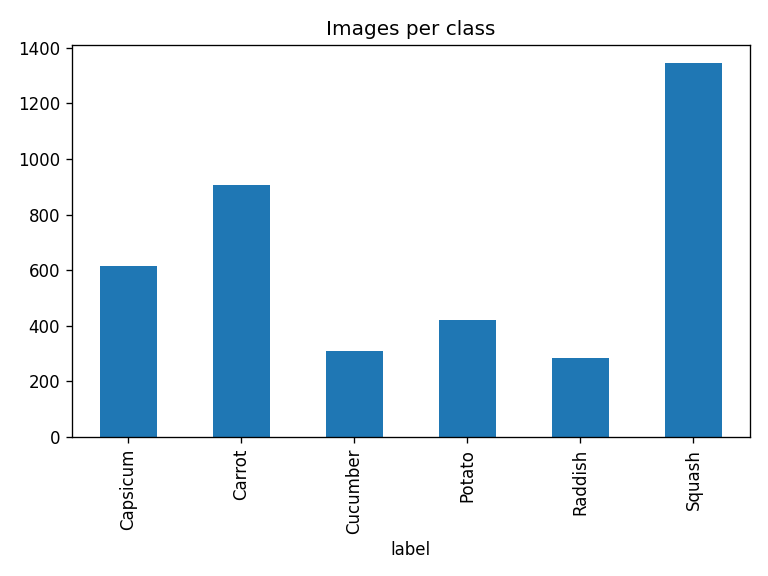 Images per class
1400
1200
1000
800
600
400
200
0
Capsicum
Carrot
Cucumber
Potato
Raddish
Squash
label